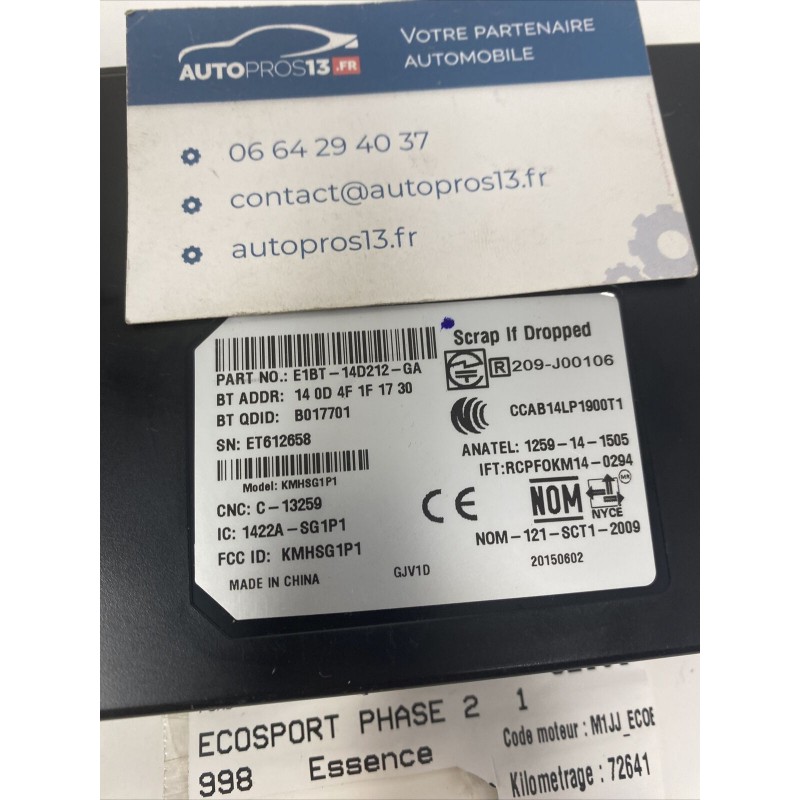 AUTOPROS13.FR
VOTRE PARTENAIRE
AUTOMOBILE
06 64 29 40 37
contact@autopros13.fr
autopros13.fr
Scrap If Dropped
PART NO.: E1BT-14D212-GA
BT ADDR: 14 0D 4F 1F 17 30
BT QDID: B017701
SN: ET612658
Model: KMHSG1P1
CNC: C-13259
IC: 1422A-SG1P1
FCC ID: KMHSG1P1
MADE IN CHINA
GJV1D
R 209-J00106
CCAB14LP1900T1
ANATEL: 1259-14-1505
IFT:RCPFOKM14-0294
CE
NOM
MR
NYCE
NOM-121-SCT1-2009
20150602
ECOSPORT PHASE 2 1
998 Essence
Code moteur : M1JJ_ECOB
Kilometrage : 72641